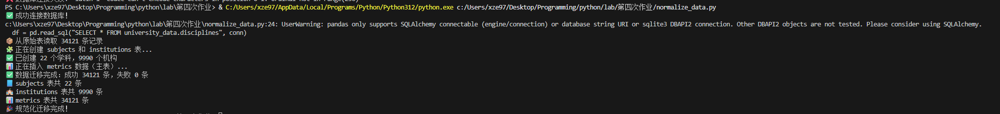 PS C:\Users\xze97\Desktop\Programming\python\lab\第四次作业> & C:/Users/xze97/AppData/Local/Programs/Python/Python312/python.exe c:/Users/xze97/Desktop/Programming/python/lab/第四次作业/normalize_data.py
✅ 成功连接数据库!
c:\Users\xze97\Desktop\Programming\python\lab\第四次作业\normalize_data.py:24: UserWarning: pandas only supports SQLAlchemy connectable (engine/connection) or database string URI or sqlite3 DBAPI2 connection. Other DBAPI2 objects are not tested. Please consider using SQLAlchemy.
  df = pd.read_sql("SELECT * FROM university_data.disciplines", conn)
📦 从原始表读取 34121 条记录
🧩 正在创建 subjects 和 institutions 表...
✅ 已创建 22 个学科，9990 个机构
📊 正在插入 metrics 数据（主表）...
✅ 数据迁移完成：成功 34121 条，失败 0 条
📘 subjects 表共 22 条
🏫 institutions 表共 9990 条
📊 metrics 表共 34121 条
🎉 规范化迁移完成!